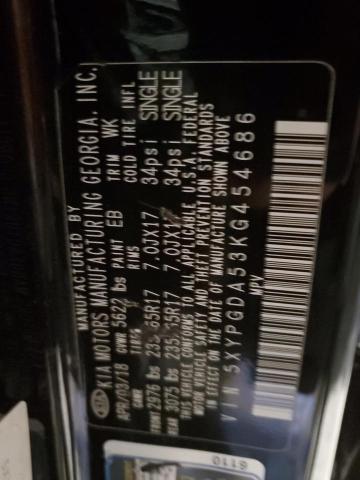 MANUFACTURED BY
KIA MOTORS MANUFACTURING GEORGIA, INC.
APR/03/18 GVWR 5622 lbs PAINT EB TRIM WK
GAWR TIRES RIMS COLD TIRE INFL
2976 lbs 235 65R17 7.0JX17 34psi SINGLE
REAR 3075 lbs 235 65R17 7.0JX17 34psi SINGLE
THIS VEHICLE CONFORMS TO ALL APPLICABLE U.S.A. FEDERAL
MOTOR VEHICLE SAFETY AND THEFT PREVENTION STANDARDS
IN EFFECT ON THE DATE OF MANUFACTURE SHOWN ABOVE
VIN 5XYPGDA53KG454686
MPV
6110